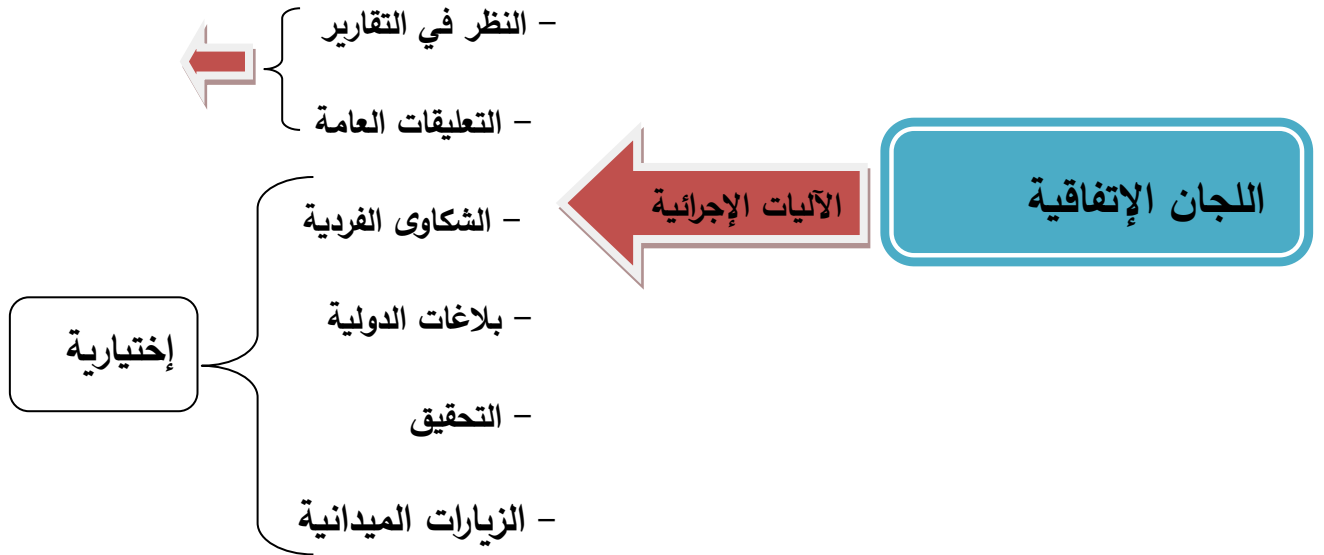 اللجان الإتفاقية
الآليات الإجرائية
– النظر في التقارير
– التعليقات العامة
– الشكاوى الفردية
– بلاغات الدولية
– التحقيق
– الزيارات الميدانية
إختيارية